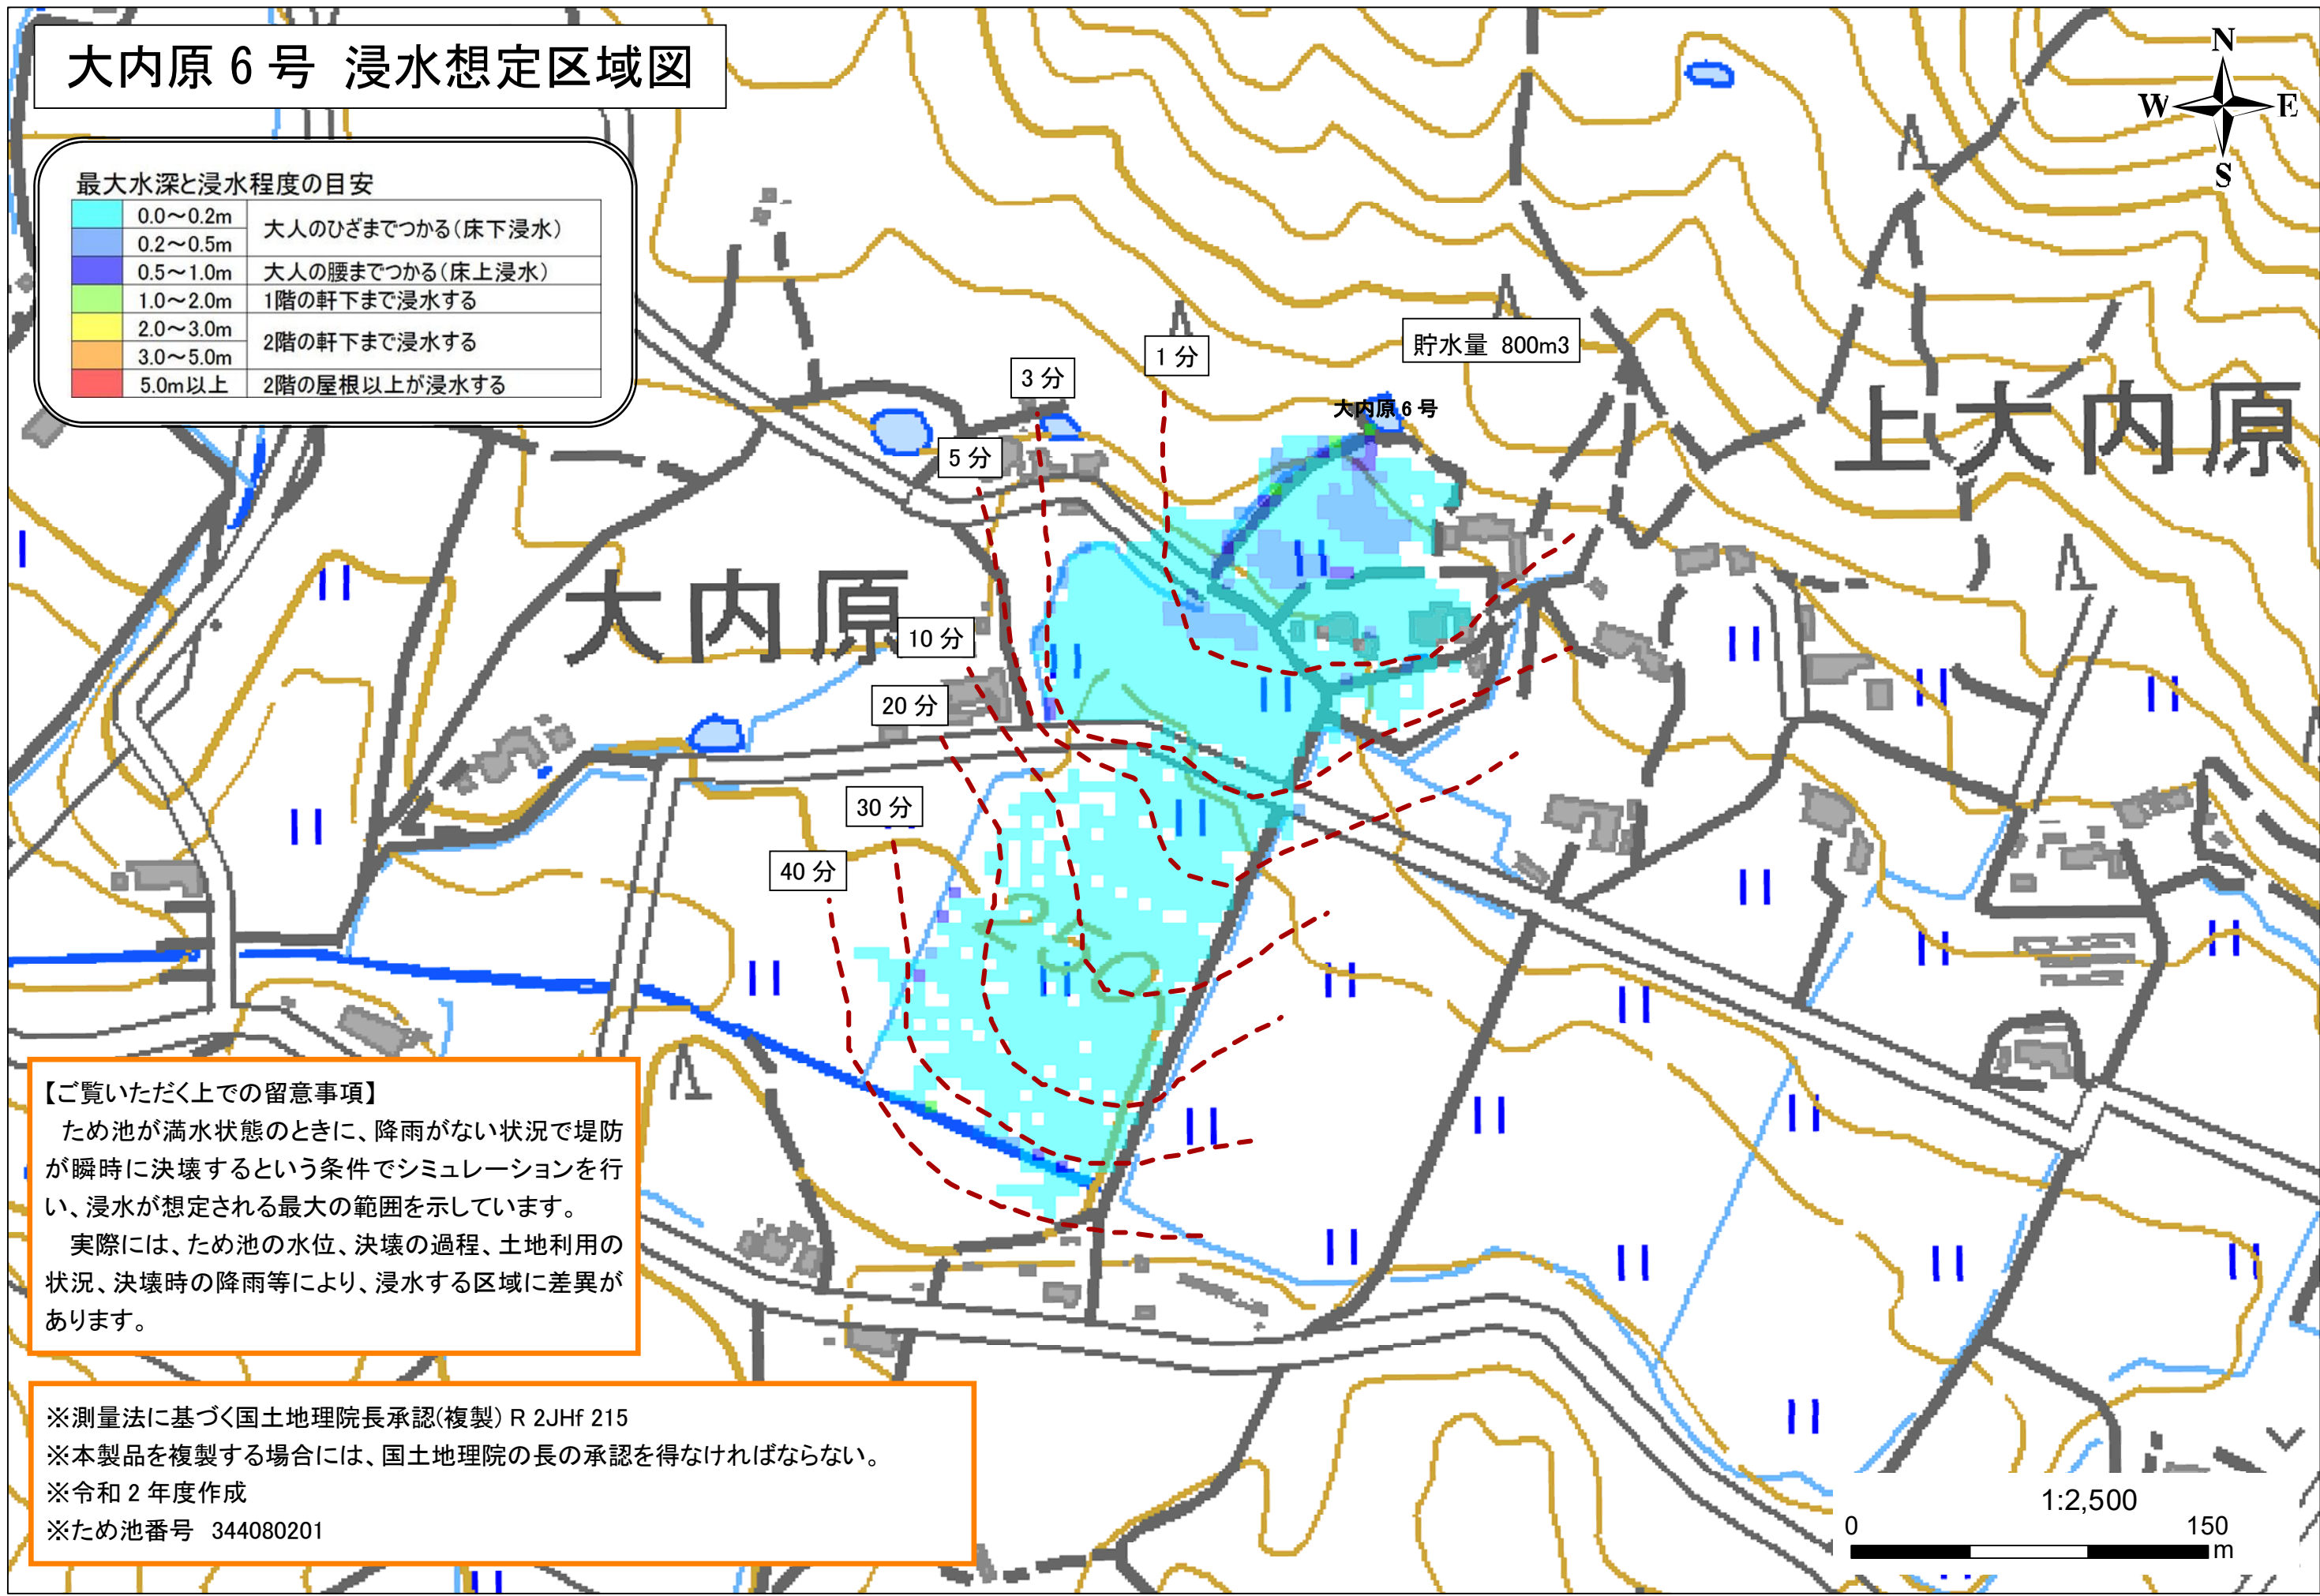 大内原６号 浸水想定区域図
N
W E
S
最大水深と浸水程度の目安
0.0～0.2m 大人のひざまでつかる(床下浸水)
0.2～0.5m
0.5～1.0m 大人の腰までつかる(床上浸水)
1.0～2.0m 1階の軒下まで浸水する
2.0～3.0m 2階の軒下まで浸水する
3.0～5.0m
5.0m以上 2階の屋根以上が浸水する
1 分
貯水量 800m3
3 分
大内原６号
上大内原
5 分
大内原
10 分
20 分
30 分
40 分
250
【ご覧いただく上での留意事項】
ため池が満水状態のときに、降雨がない状況で堤防
が瞬時に決壊するという条件でシミュレーションを行
い、浸水が想定される最大の範囲を示しています。
実際には、ため池の水位、決壊の過程、土地利用の
状況、決壊時の降雨等により、浸水する区域に差異が
あります。
※測量法に基づく国土地理院長承認(複製) R 2JHf 215
※本製品を複製する場合には、国土地理院の長の承認を得なければならない。
※令和 2 年度作成
※ため池番号 344080201
1:2,500
0 150
m